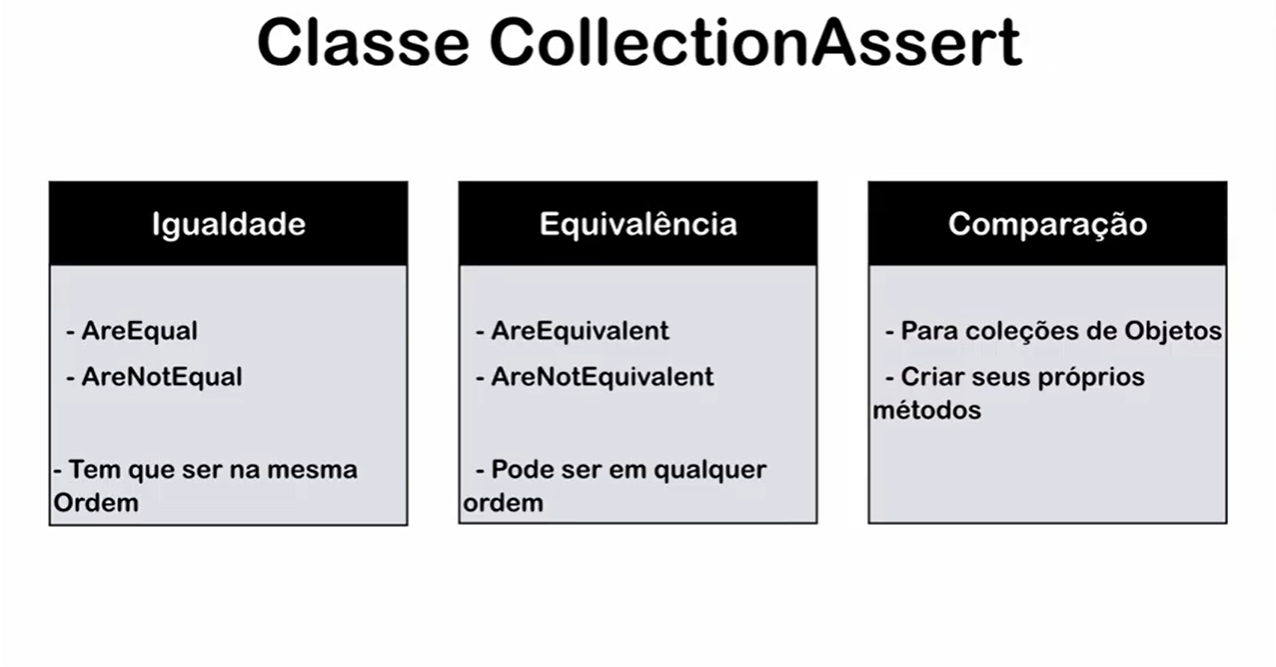 Classe CollectionAssert
Igualdade
- AreEqual
- AreNotEqual
- Tem que ser na mesma
Ordem
Equivalência
- AreEquivalent
- AreNotEquivalent
- Pode ser em qualquer
ordem
Comparação
- Para coleções de Objetos
- Criar seus próprios
métodos